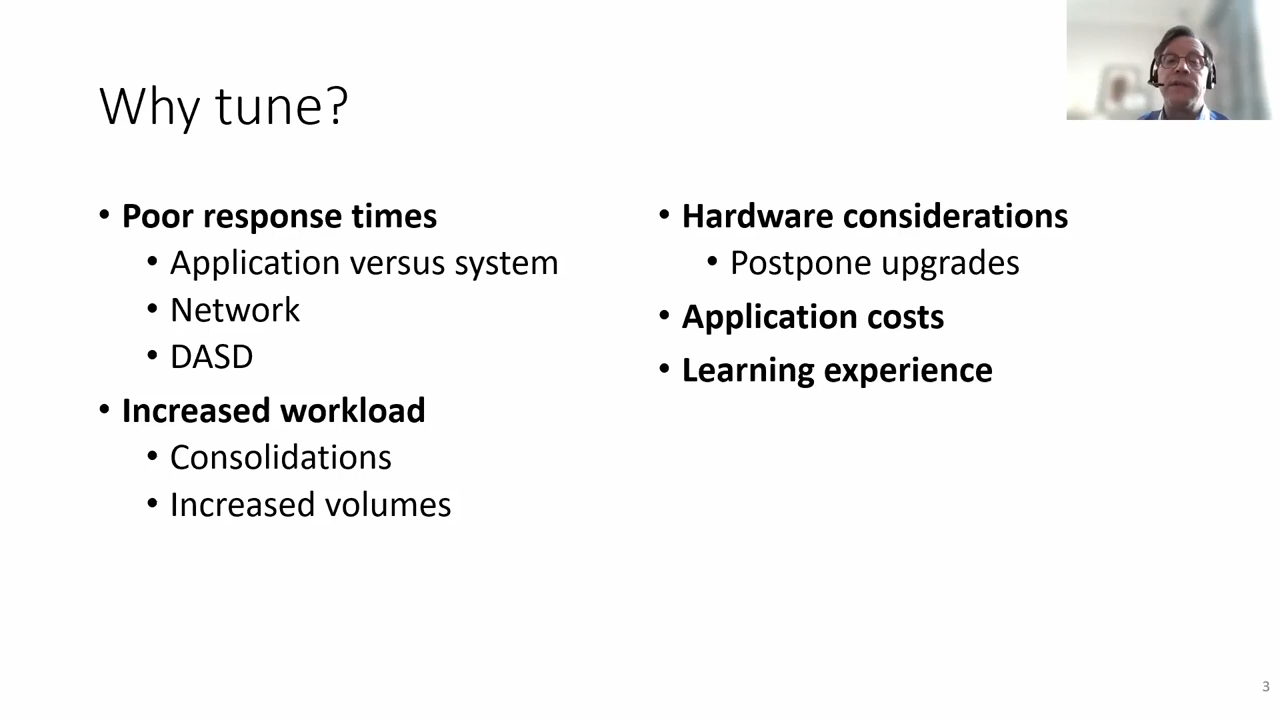 Why tune?
• Poor response times
• Application versus system
• Network
• DASD
• Increased workload
• Consolidations
• Increased volumes
• Hardware considerations
• Postpone upgrades
• Application costs
• Learning experience
3